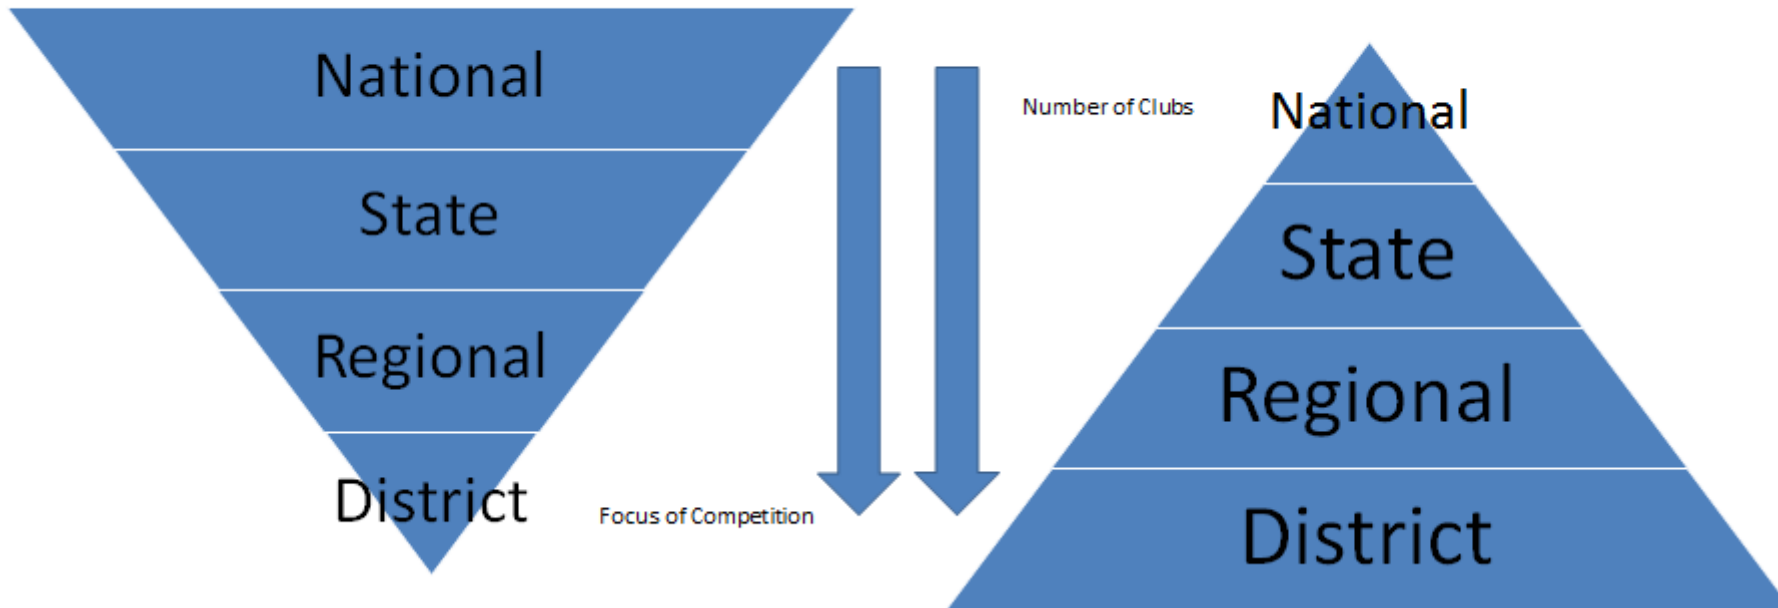 National
State
Regional
District
Focus of Competition
Number of Clubs
National
State
Regional
District